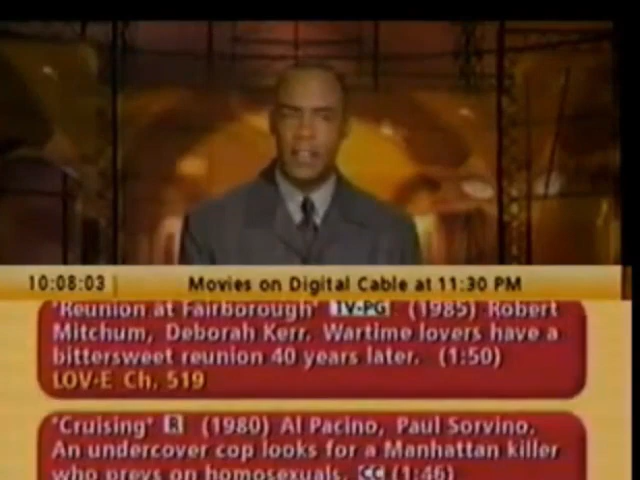 10:08:03
Movies on Digital Cable at 11:30 PM
'Reunion at Fairborough' TV-PG (1985) Robert
Mitchum, Deborah Kerr. Wartime lovers have a
bittersweet reunion 40 years later. (1:50)
LOV-E Ch. 519
'Cruising' R (1980) Al Pacino, Paul Sorvino.
An undercover cop looks for a Manhattan killer
who preys on homosexuals. CC (1:46)